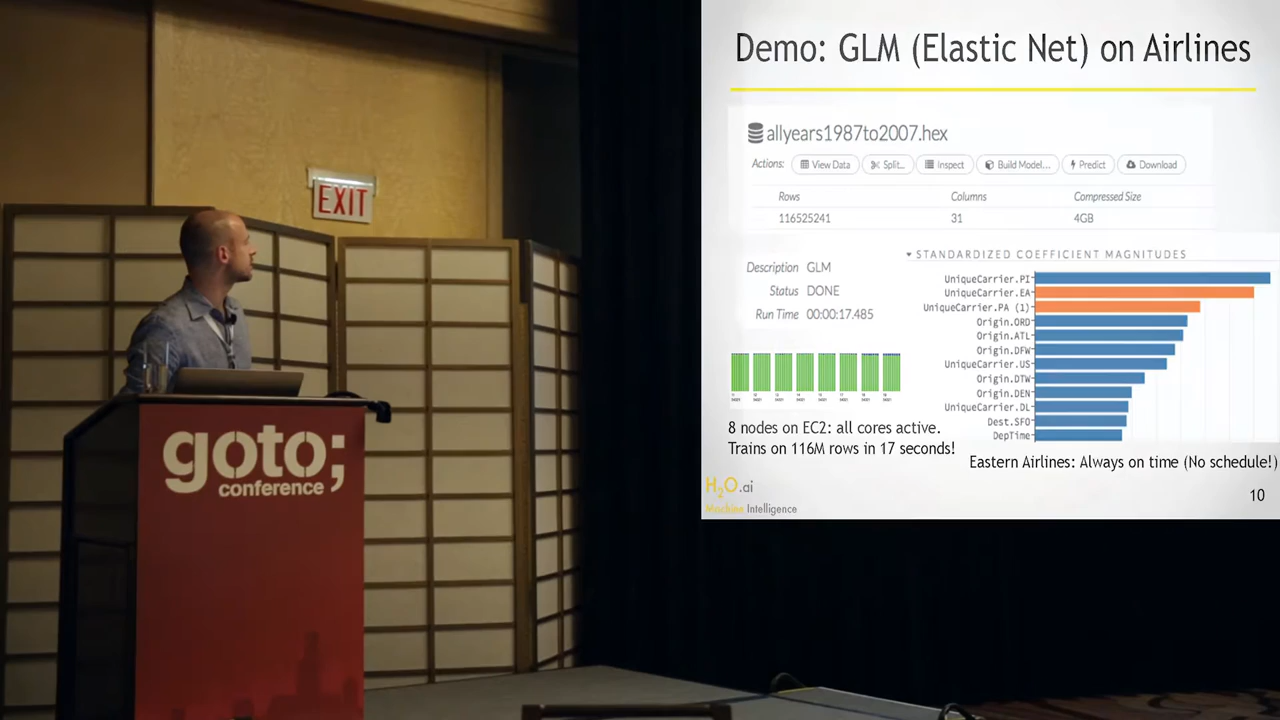 EXIT
goto;
conference
Demo: GLM (Elastic Net) on Airlines
allyears1987to2007.hex
Actions: View Data Split... Inspect Build Model... Predict Download
Rows Columns Compressed Size
116525241 31 4GB
Description GLM
Status DONE
Run Time 00:00:17.485
STANDARDIZED COEFFICIENT MAGNITUDES
UniqueCarrier.PI
UniqueCarrier.EA
UniqueCarrier.PA (1)
Origin.ORD
Origin.ATL
Origin.DFW
UniqueCarrier.US
Origin.DTW
Origin.DEN
UniqueCarrier.DL
Dest.SFO
DepTime
8 nodes on EC2: all cores active.
Trains on 116M rows in 17 seconds!
Eastern Airlines: Always on time (No schedule!)
H2O.ai
Machine Intelligence
10